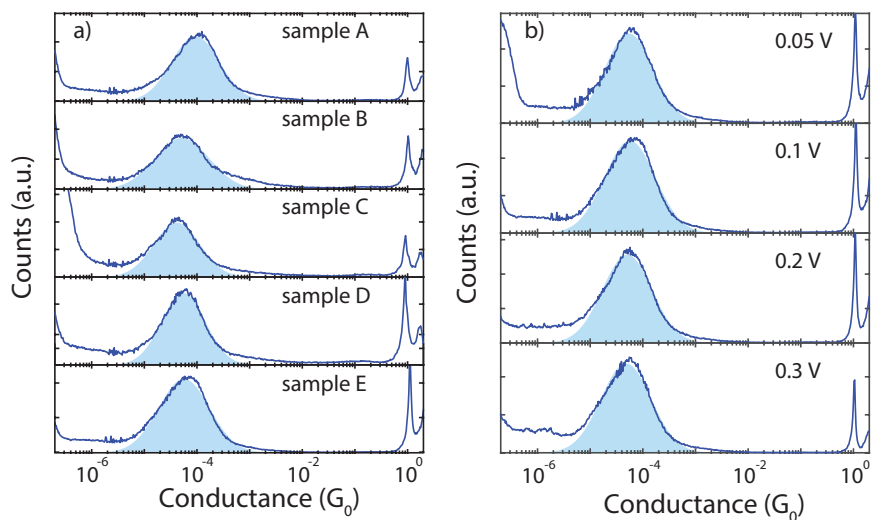 a)
sample A
sample B
sample C
sample D
sample E
Counts (a.u.)
10^-6
10^-4
10^-2
10^0
Conductance (G_0)
b)
0.05 V
0.1 V
0.2 V
0.3 V
Counts (a.u.)
10^-6
10^-4
10^-2
10^0
Conductance (G_0)